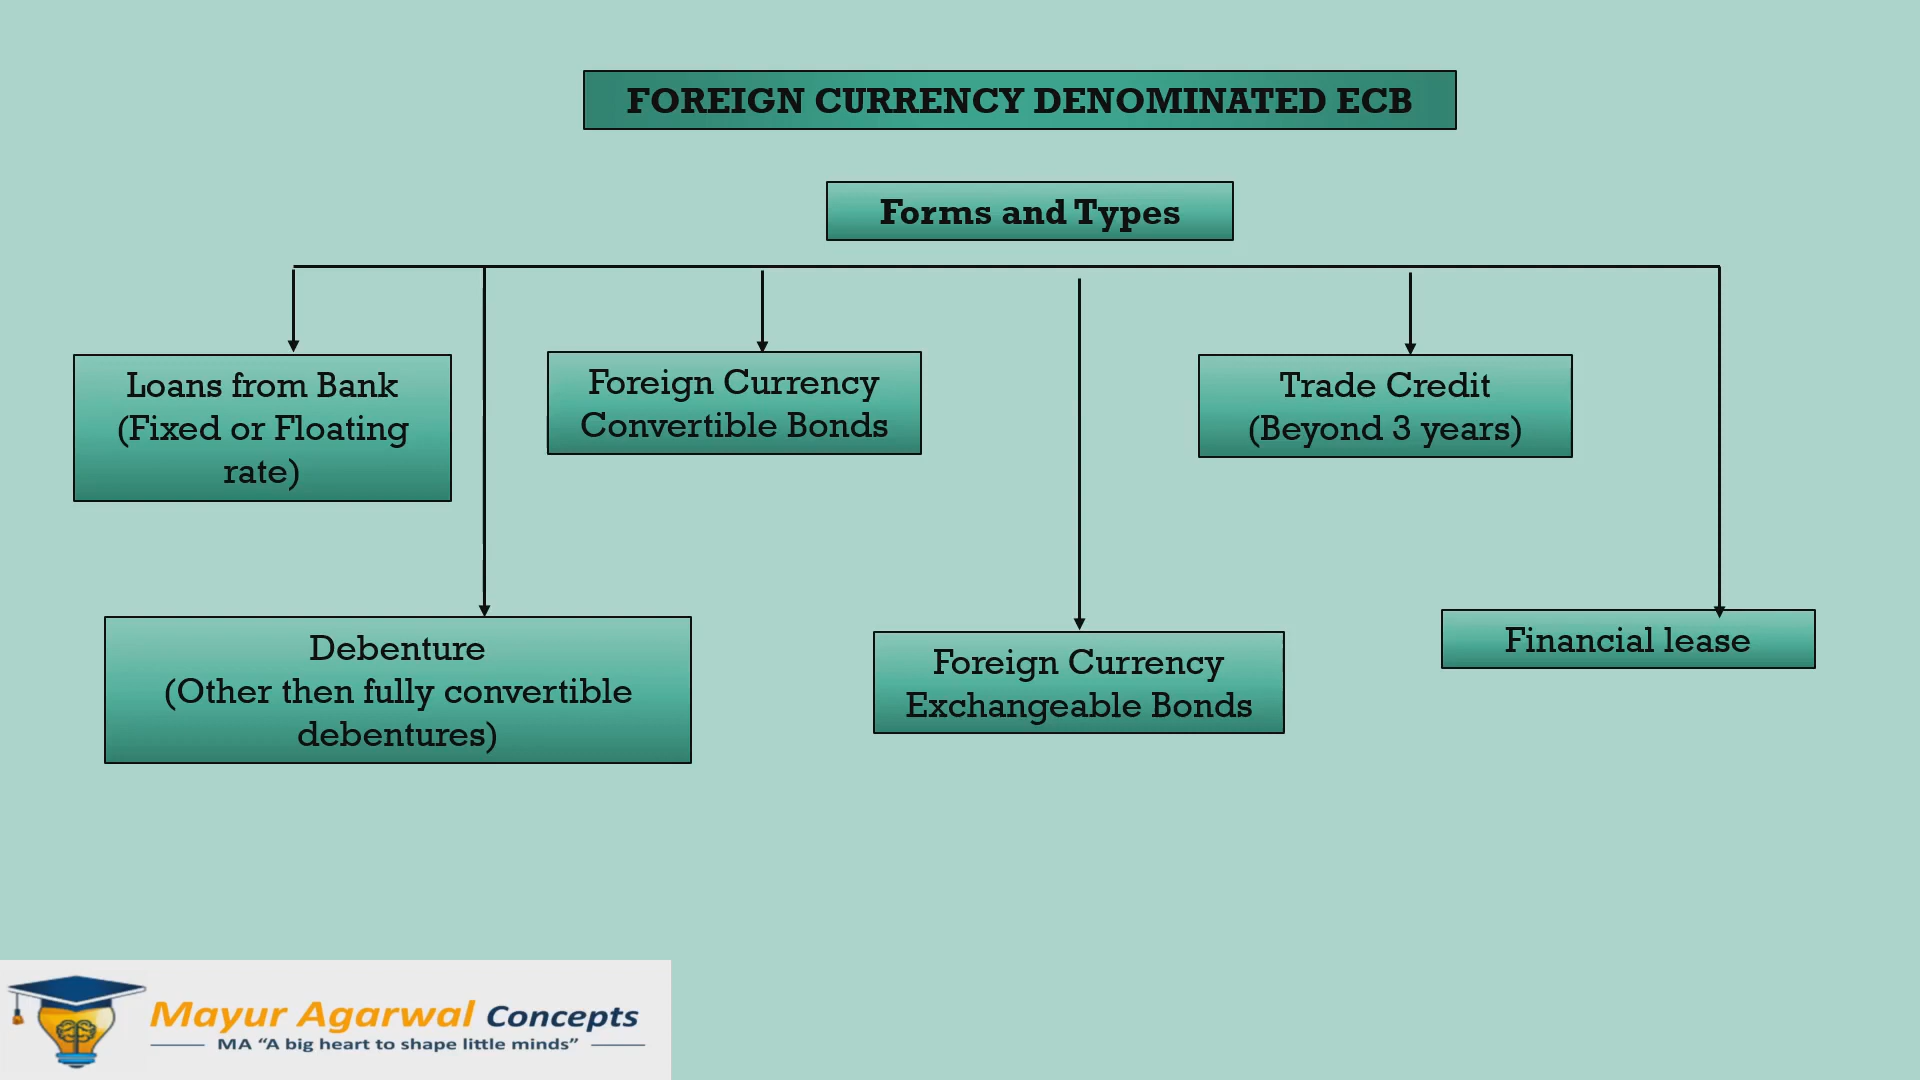 FOREIGN CURRENCY DENOMINATED ECB
Forms and Types
Loans from Bank
(Fixed or Floating
rate)
Foreign Currency
Convertible Bonds
Trade Credit
(Beyond 3 years)
Debenture
(Other then fully convertible
debentures)
Foreign Currency
Exchangeable Bonds
Financial lease
Mayur Agarwal Concepts
MA “A big heart to shape little minds”